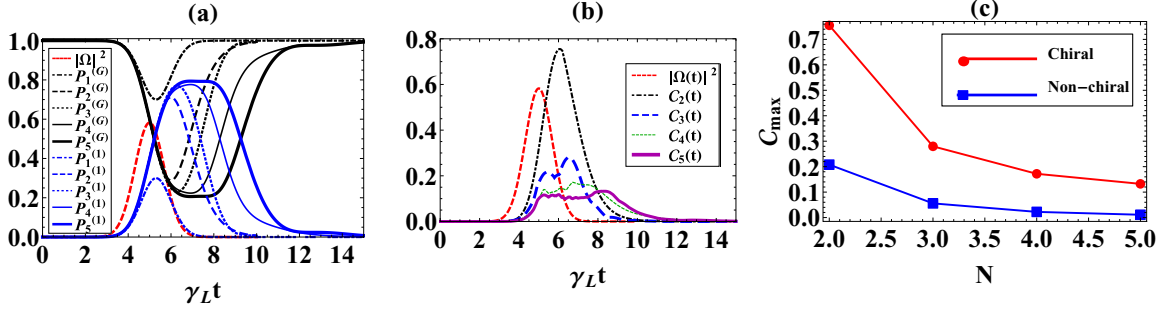 (a)
1.0
0.8
0.6
0.4
0.2
0.0
|Ω|²
P₁⁽ᴳ⁾
P₂⁽ᴳ⁾
P₃⁽ᴳ⁾
P₄⁽ᴳ⁾
P₅⁽ᴳ⁾
P₁⁽¹⁾
P₂⁽¹⁾
P₃⁽¹⁾
P₄⁽¹⁾
P₅⁽¹⁾
0 2 4 6 8 10 12 14
γ_L t
(b)
0.8
0.6
0.4
0.2
0.0
|Ω(t)|²
C₂(t)
C₃(t)
C₄(t)
C₅(t)
0 2 4 6 8 10 12 14
γ_L t
(c)
C_max
0.7
0.6
0.5
0.4
0.3
0.2
0.1
0.0
Chiral
Non-chiral
2.0 2.5 3.0 3.5 4.0 4.5 5.0
N